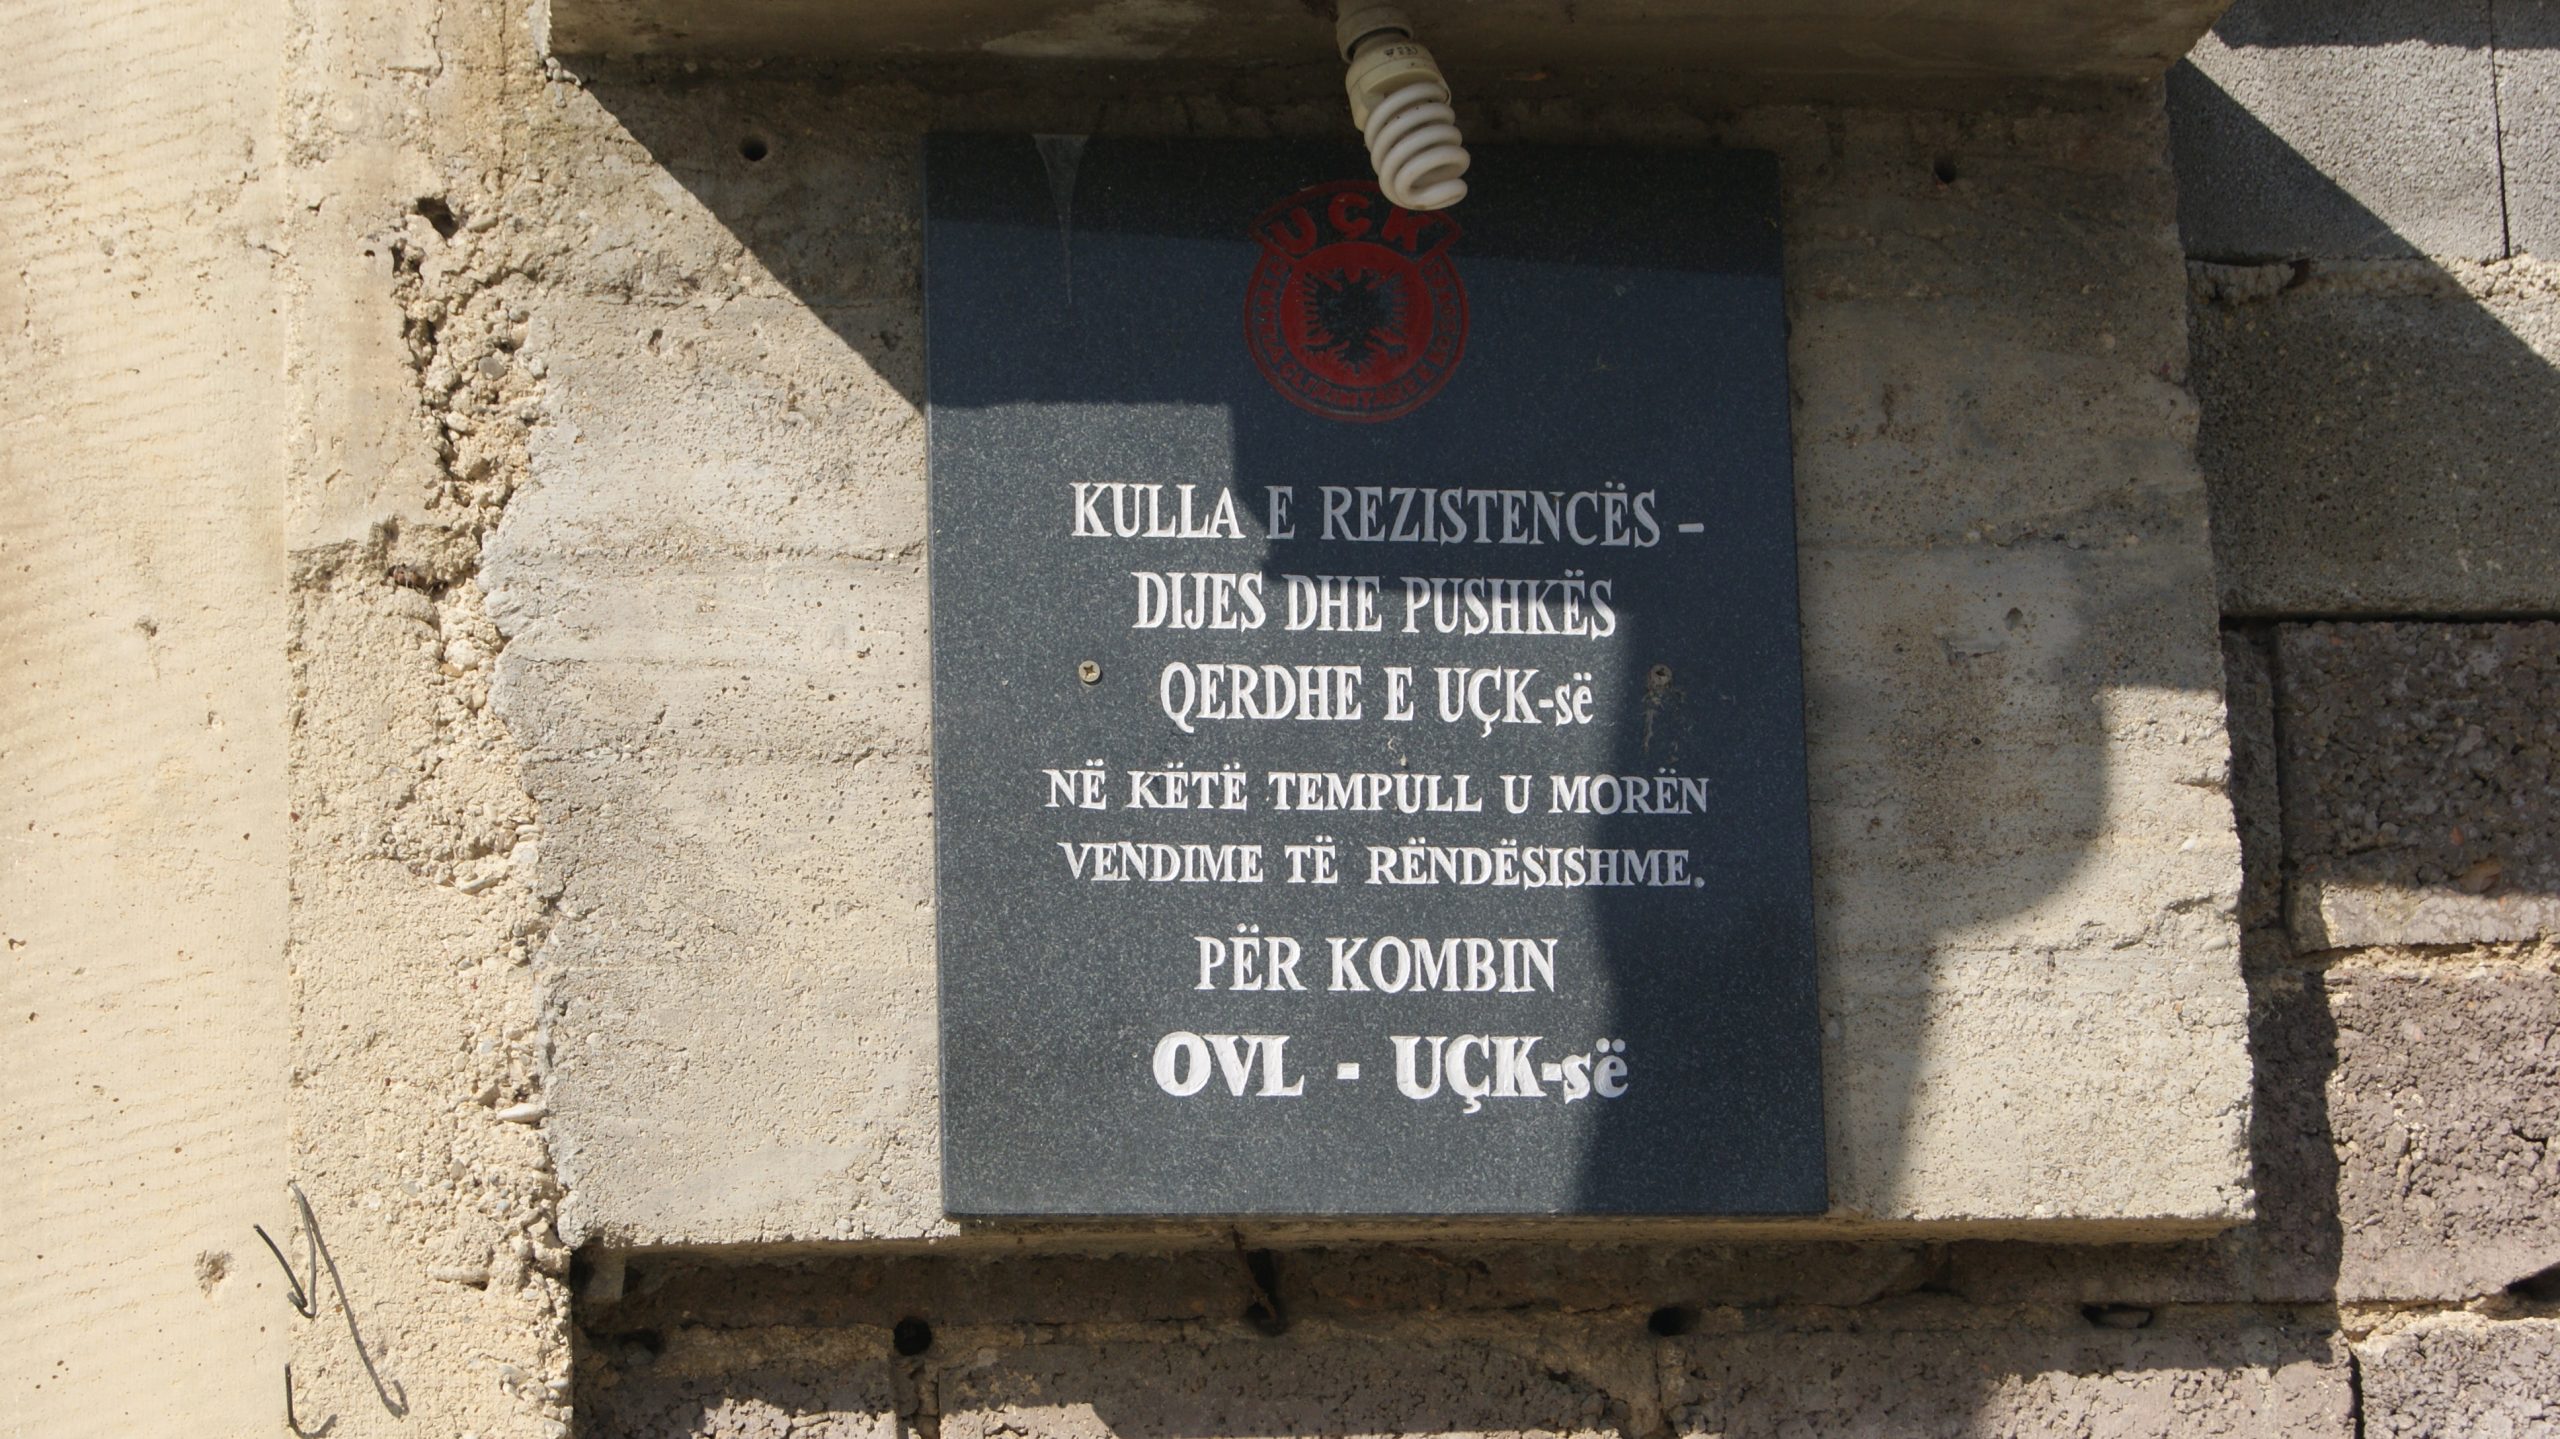 UÇK
KULLA E REZISTENCËS –
DIJES DHE PUSHKËS
QERDHE E UÇK-së
NË KËTË TEMPULL U MORËN
VENDIME TË RËNDËSISHME.
PËR KOMBIN
OVL - UÇK-së